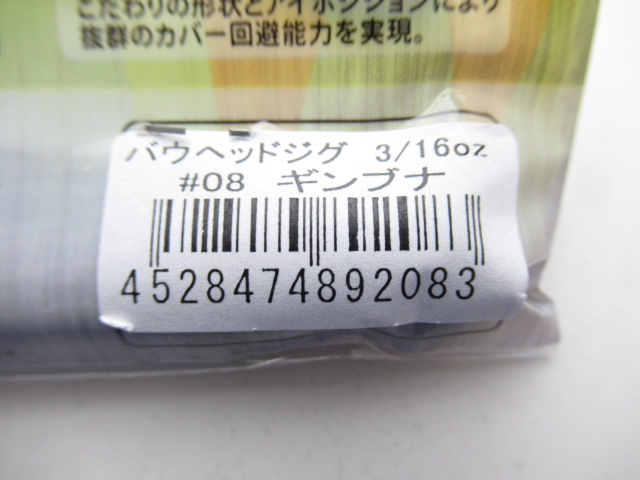 こだわりの形状とアイポジションにより
抜群のカバー回避能力を実現。
バウヘッドジグ 3/16oz
#08 ギンブナ
4528474892083